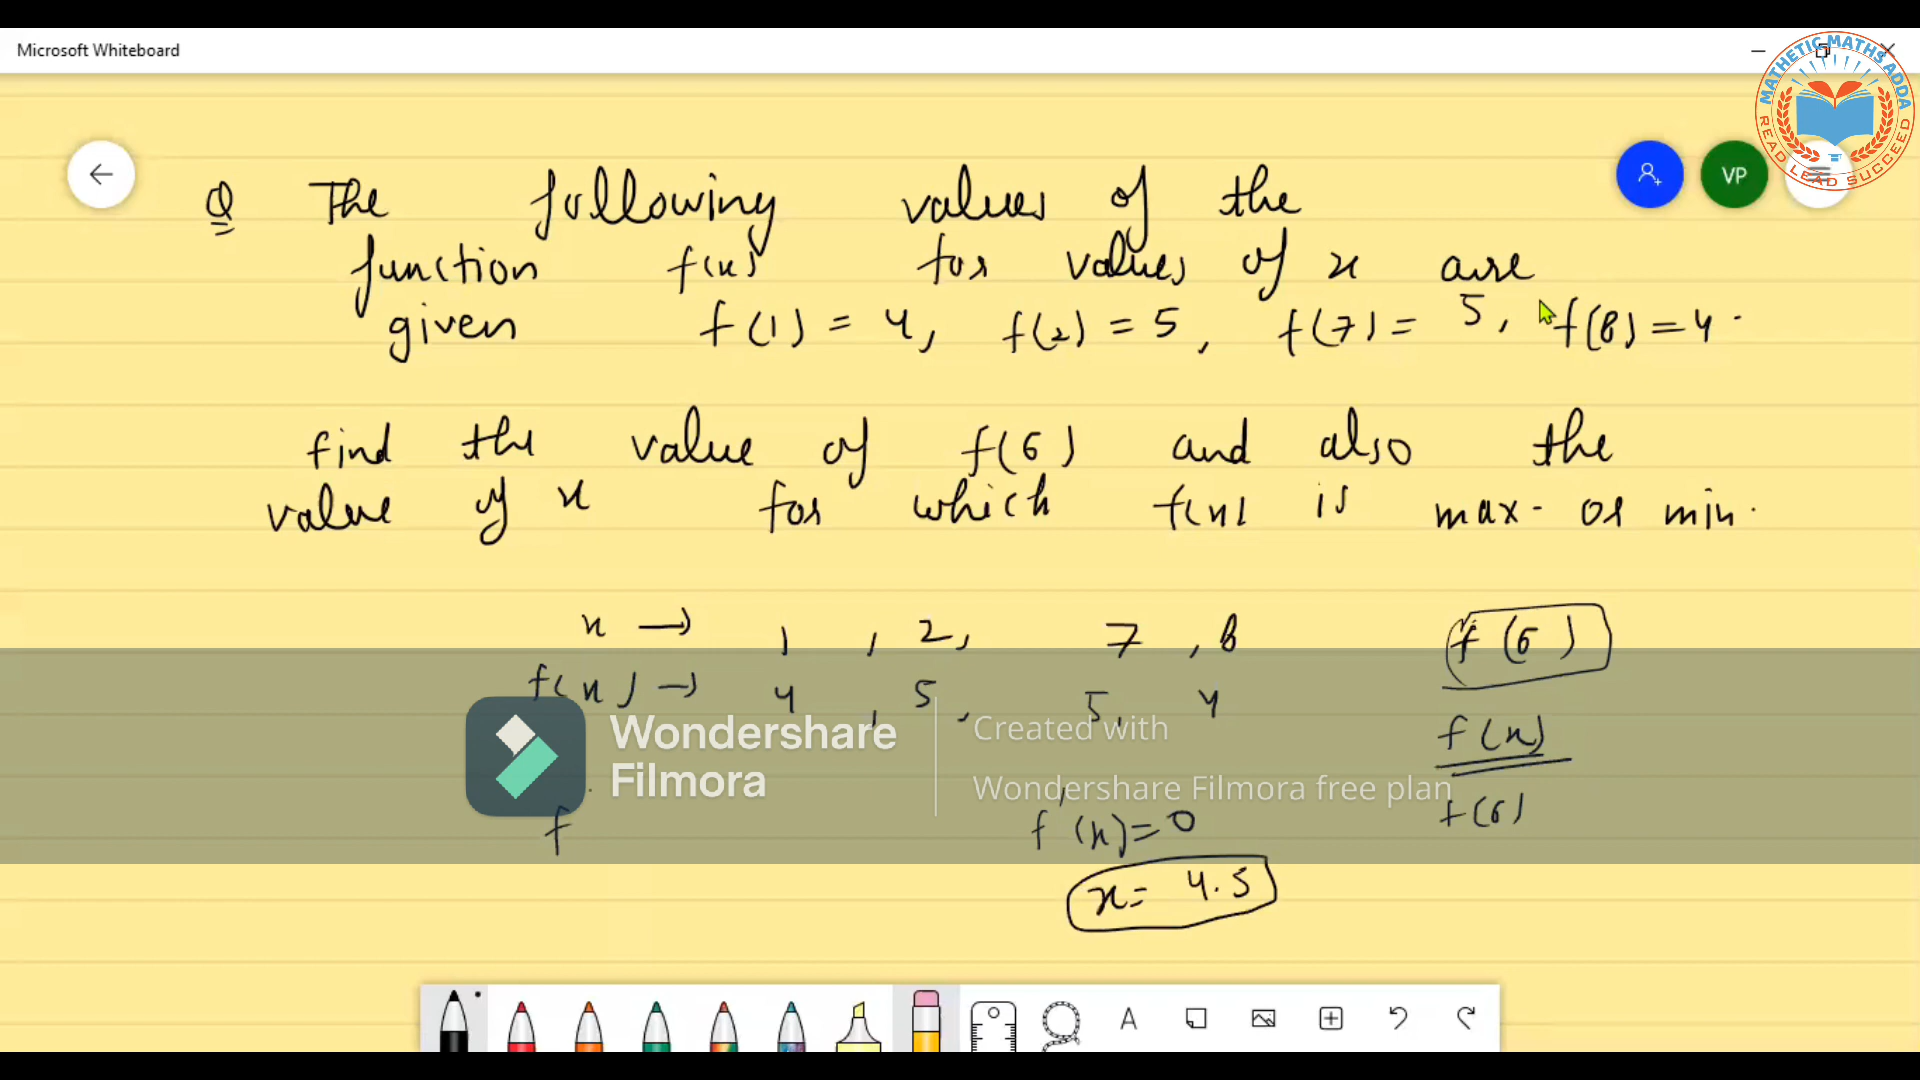 Microsoft Whiteboard
MATHETIC MATHS ADDA
READ LEAD SUCCEED
VP
Q The following values of the
function f(x) for values of x are
given f(1) = 4, f(2) = 5, f(7) = 5, f(8) = 4.
find the value of f(6) and also the
value of x for which f(x) is max. or min.
x → 1, 2, 7, 8
f(x) → 4, 5, 5, 4
f(6)
f(x)
f(6)
Wondershare
Filmora
Created with
Wondershare Filmora free plan
f
f'(x)=0
x= 4.5
A